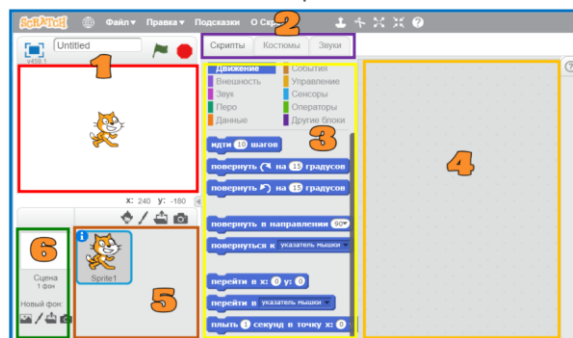 SCRATCH Файл▾ Правка▾ Подсказки О Scr
2
Untitled
v459.1
Скрипты Костюмы Звуки
1
Движение События
Внешность Управление
Звук Сенсоры
Перо Операторы
Данные Другие блоки
3
4
идти 10 шагов
повернуть на 15 градусов
повернуть на 15 градусов
x: 240 y: -180
повернуть в направлении 90▾
повернуться к указатель мышки
6
Сцена
1 фон
Sprite1
5
Новый фон:
перейти в x: 0 y: 0
перейти в указатель мышки
плыть 1 секунд в точку x: 0